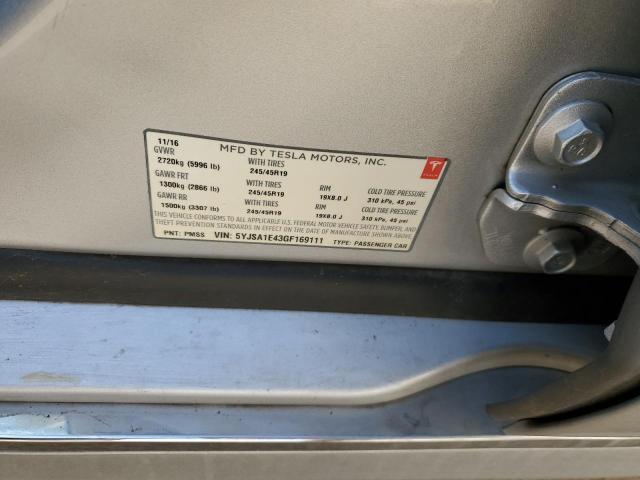 11/16 MFD BY TESLA MOTORS, INC.
GVWR WITH TIRES
2720kg (5996 lb) 245/45R19
GAWR FRT WITH TIRES RIM COLD TIRE PRESSURE
1300kg (2866 lb) 245/45R19 19X8.0 J 310 kPa, 45 psi
GAWR RR WITH TIRES RIM COLD TIRE PRESSURE
1500kg (3307 lb) 245/45R19 19X8.0 J 310 kPa, 45 psi
THIS VEHICLE CONFORMS TO ALL APPLICABLE U.S. FEDERAL MOTOR VEHICLE SAFETY, BUMPER, AND
THEFT PREVENTION STANDARDS IN EFFECT ON THE DATE OF MANUFACTURE SHOWN ABOVE.
PNT: PMSS VIN: 5YJSA1E43GF169111 TYPE: PASSENGER CAR
TESLA